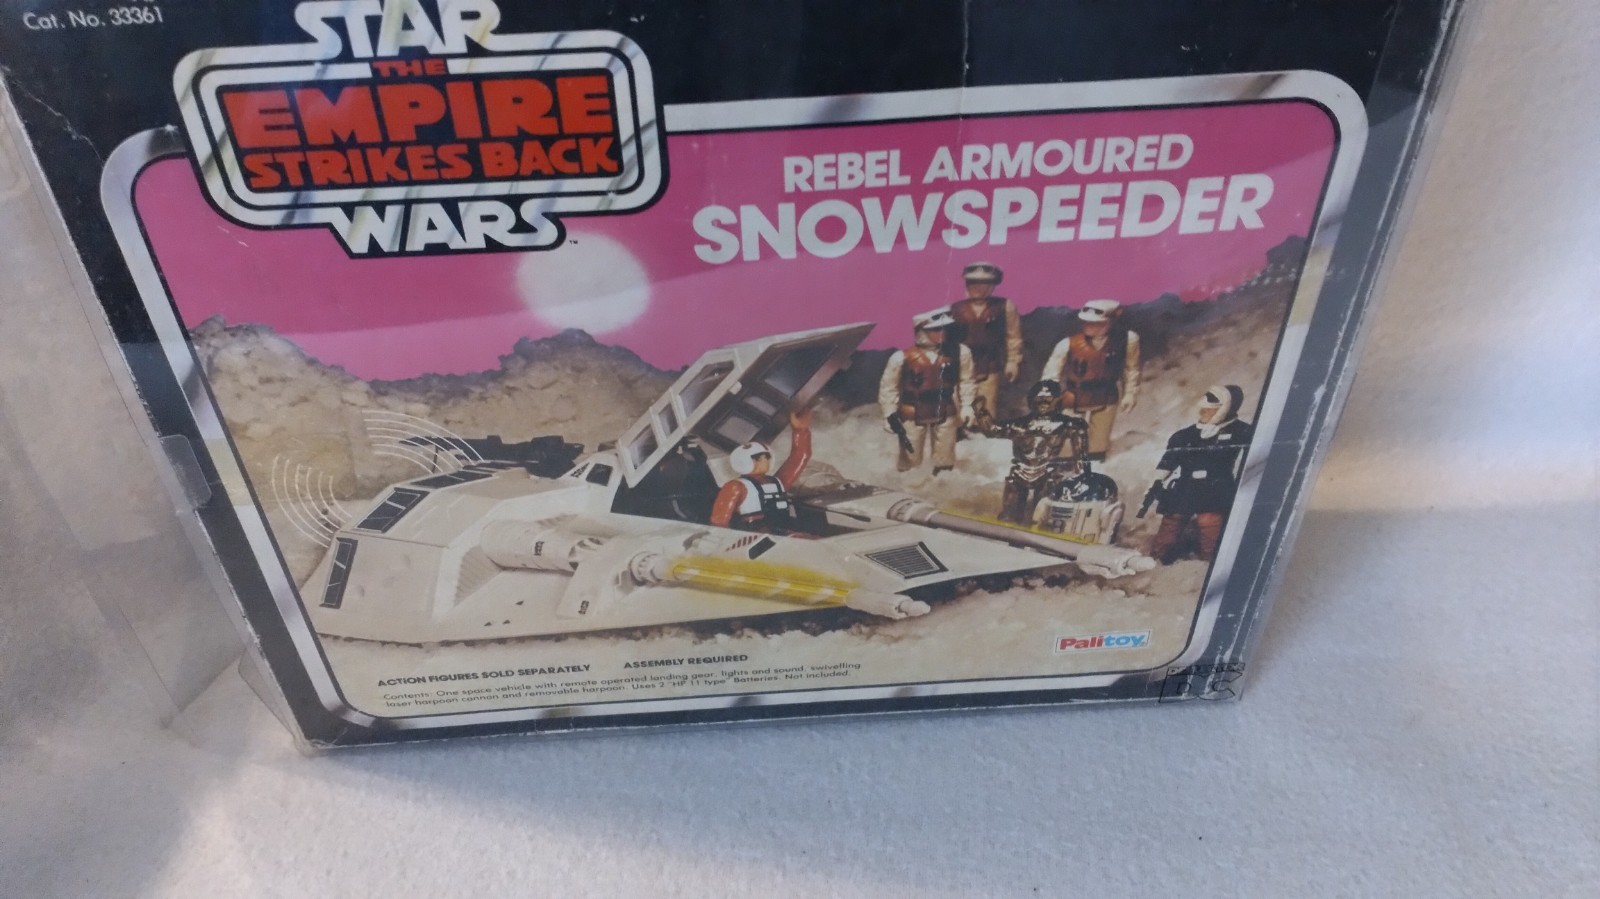 Cat. No. 33361
STAR
THE
EMPIRE
STRIKES BACK
WARS
™
REBEL ARMOURED
SNOWSPEEDER
Palitoy
ACTION FIGURES SOLD SEPARATELY ASSEMBLY REQUIRED
Contents: One space vehicle with remote operated landing gear, lights and sound, swivelling
laser harpoon cannon and removable harpoon. Uses 2 "HP 11 type" Batteries. Not included.